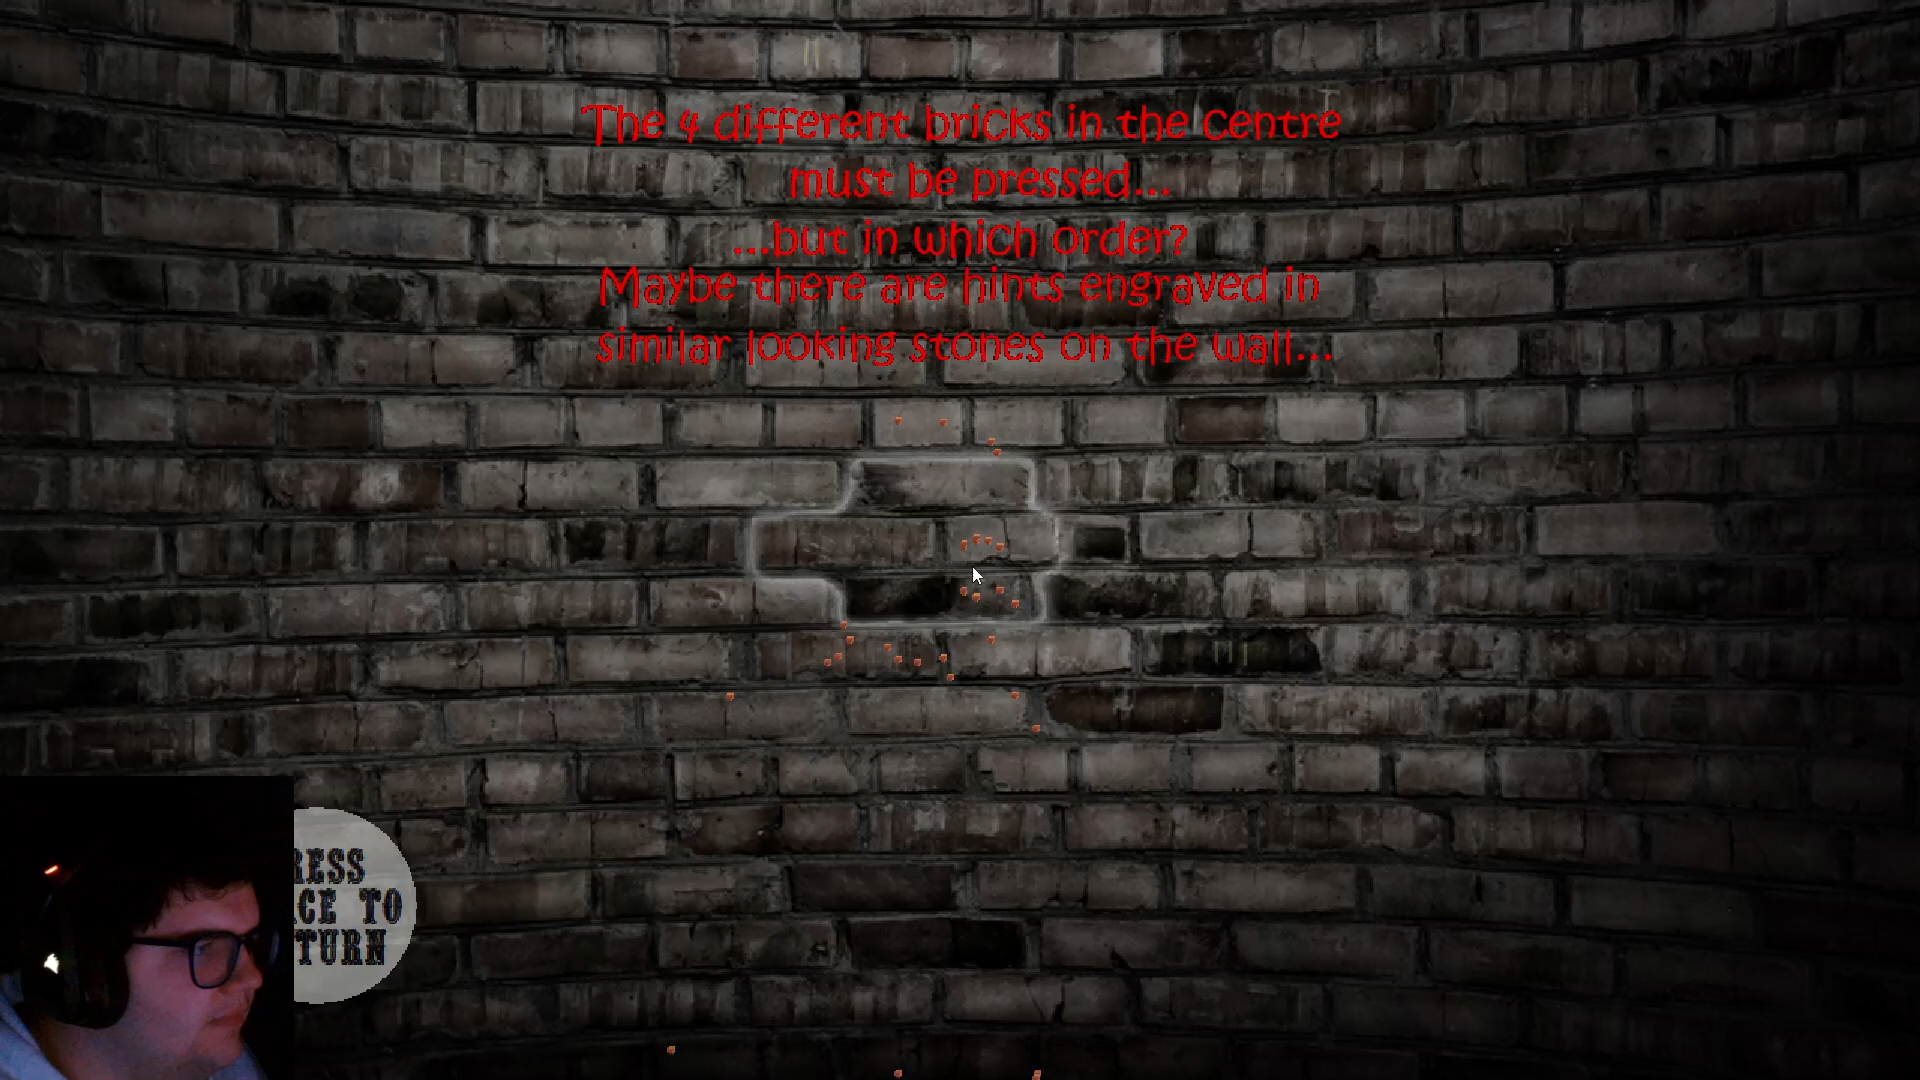 The 4 different bricks in the centre
must be pressed...
...but in which order?
Maybe there are hints engraved in
similar looking stones on the wall...
RESS
CE TO
TURN